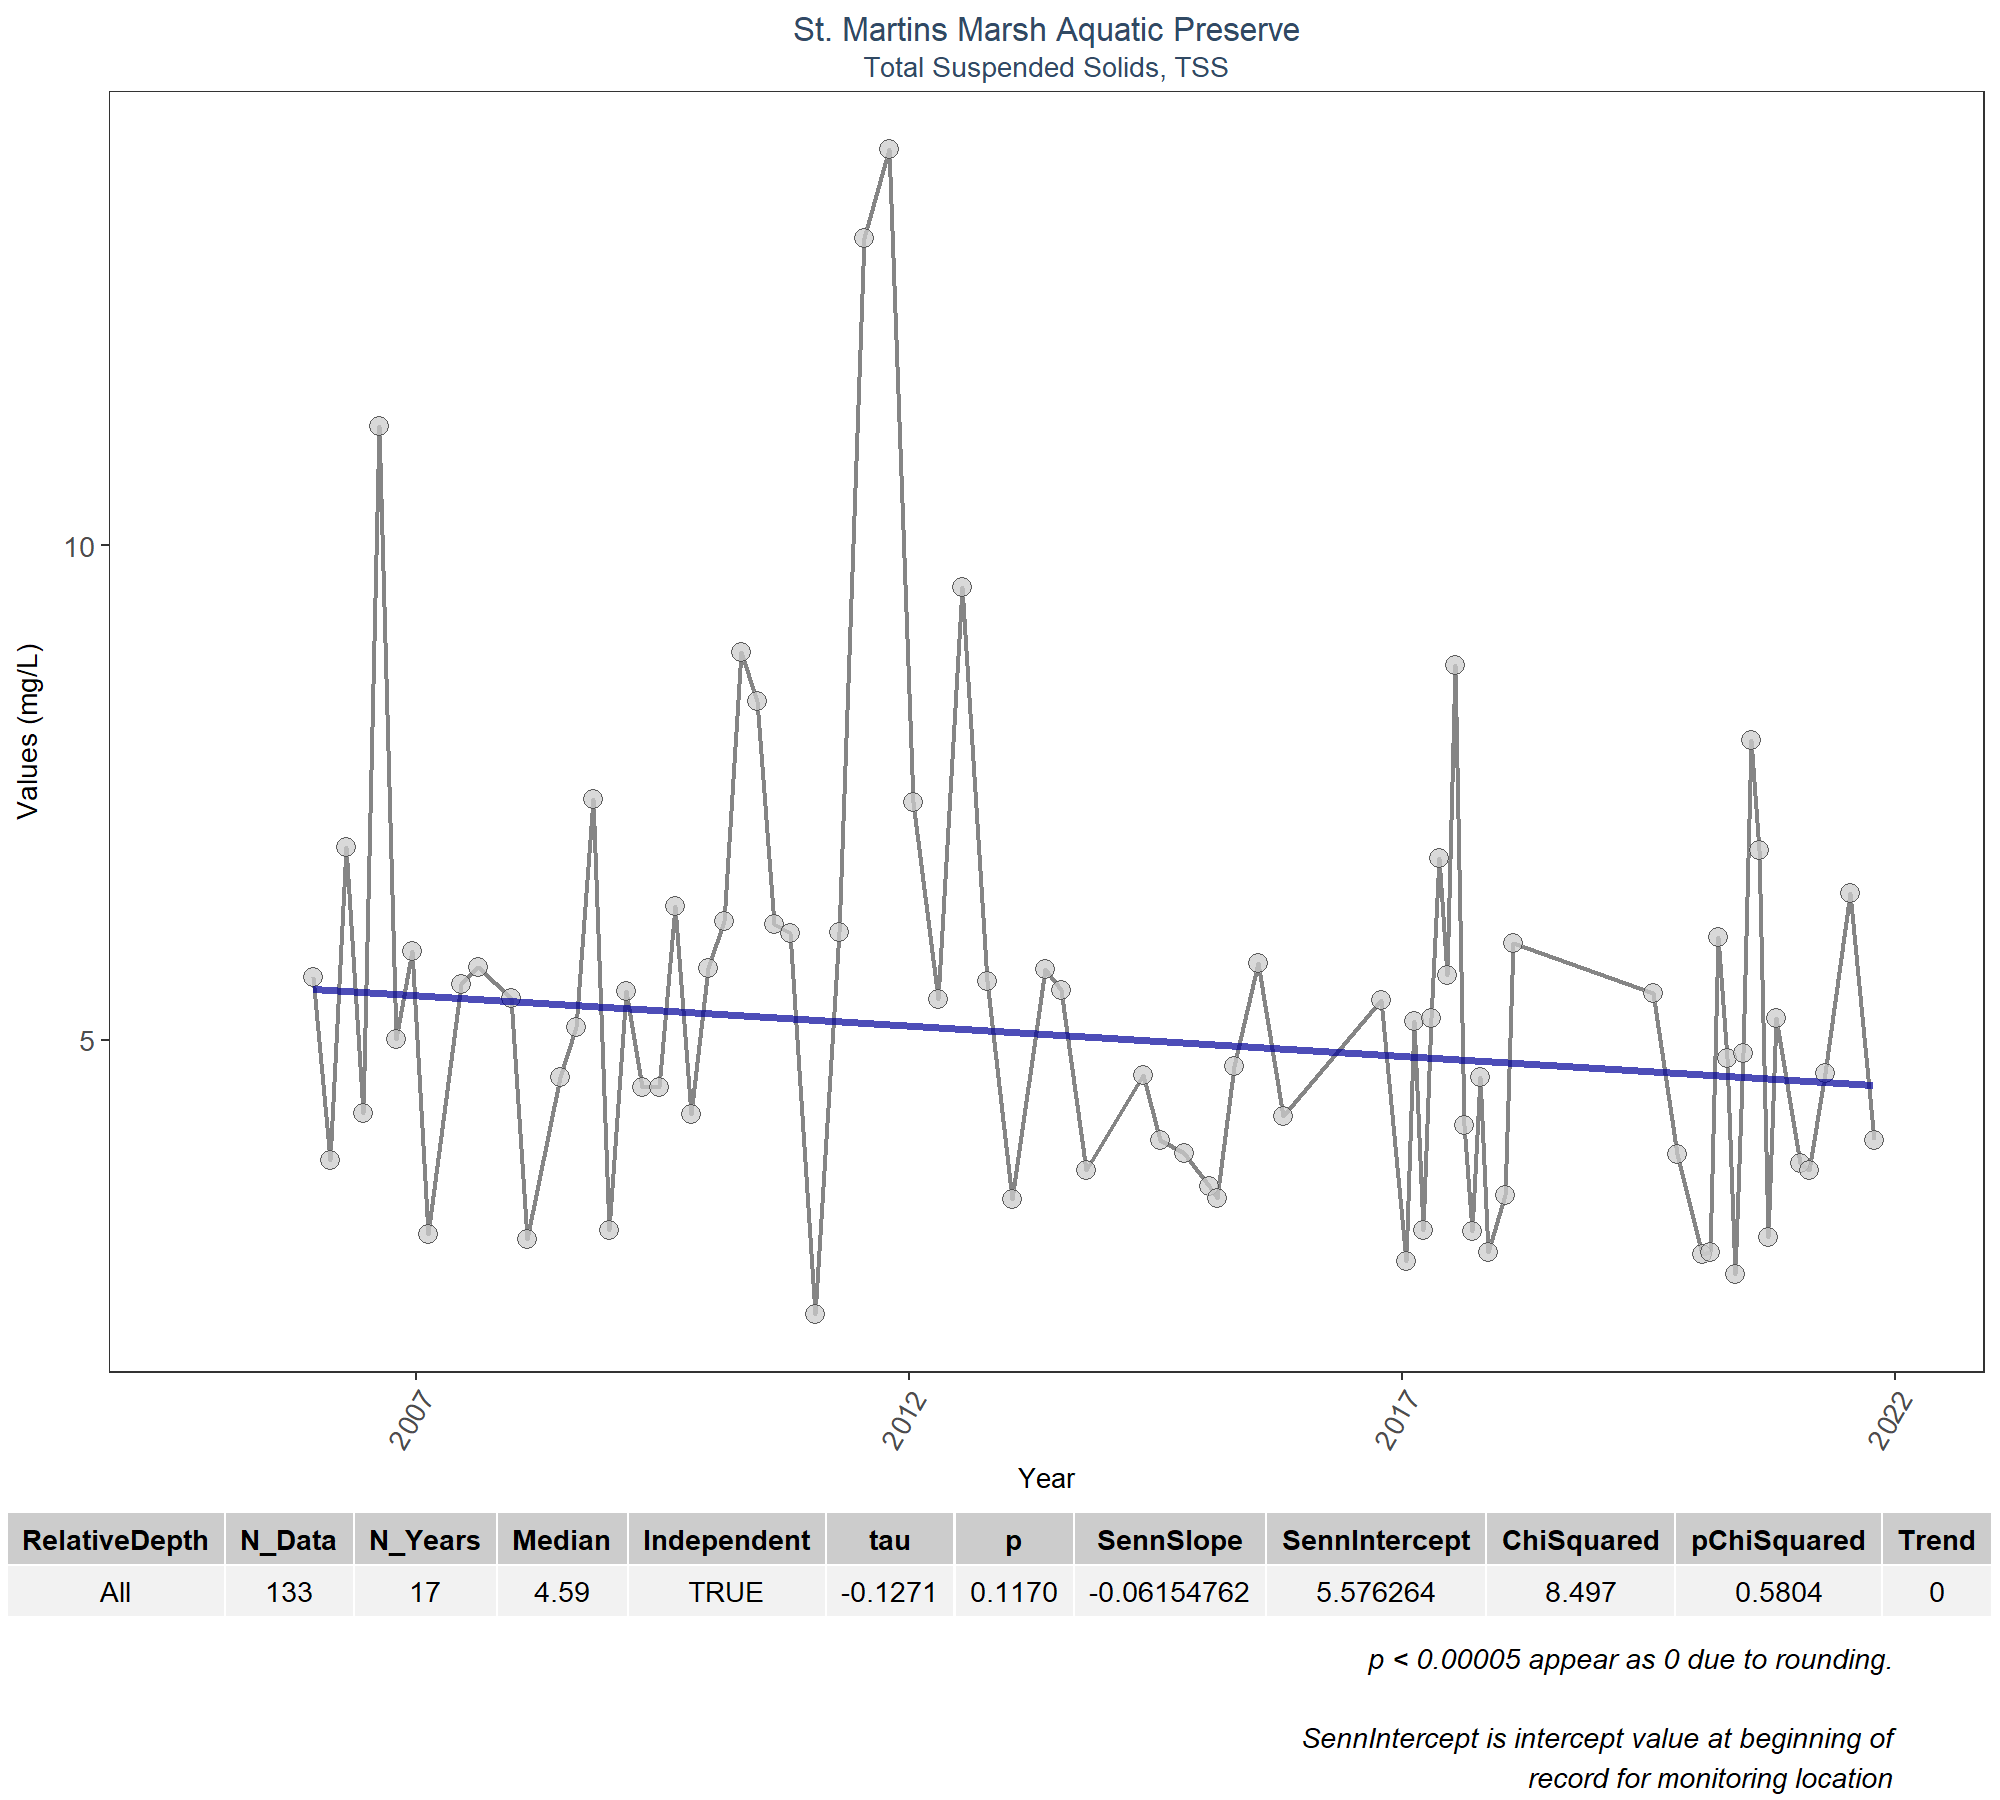 St. Martins Marsh Aquatic Preserve
Total Suspended Solids, TSS
10
5
Values (mg/L)
2007 2012 2017 2022
Year
RelativeDepth N_Data N_Years Median Independent tau p SennSlope SennIntercept ChiSquared pChiSquared Trend
All 133 17 4.59 TRUE -0.1271 0.1170 -0.06154762 5.576264 8.497 0.5804 0
p < 0.00005 appear as 0 due to rounding.
SennIntercept is intercept value at beginning of
record for monitoring location